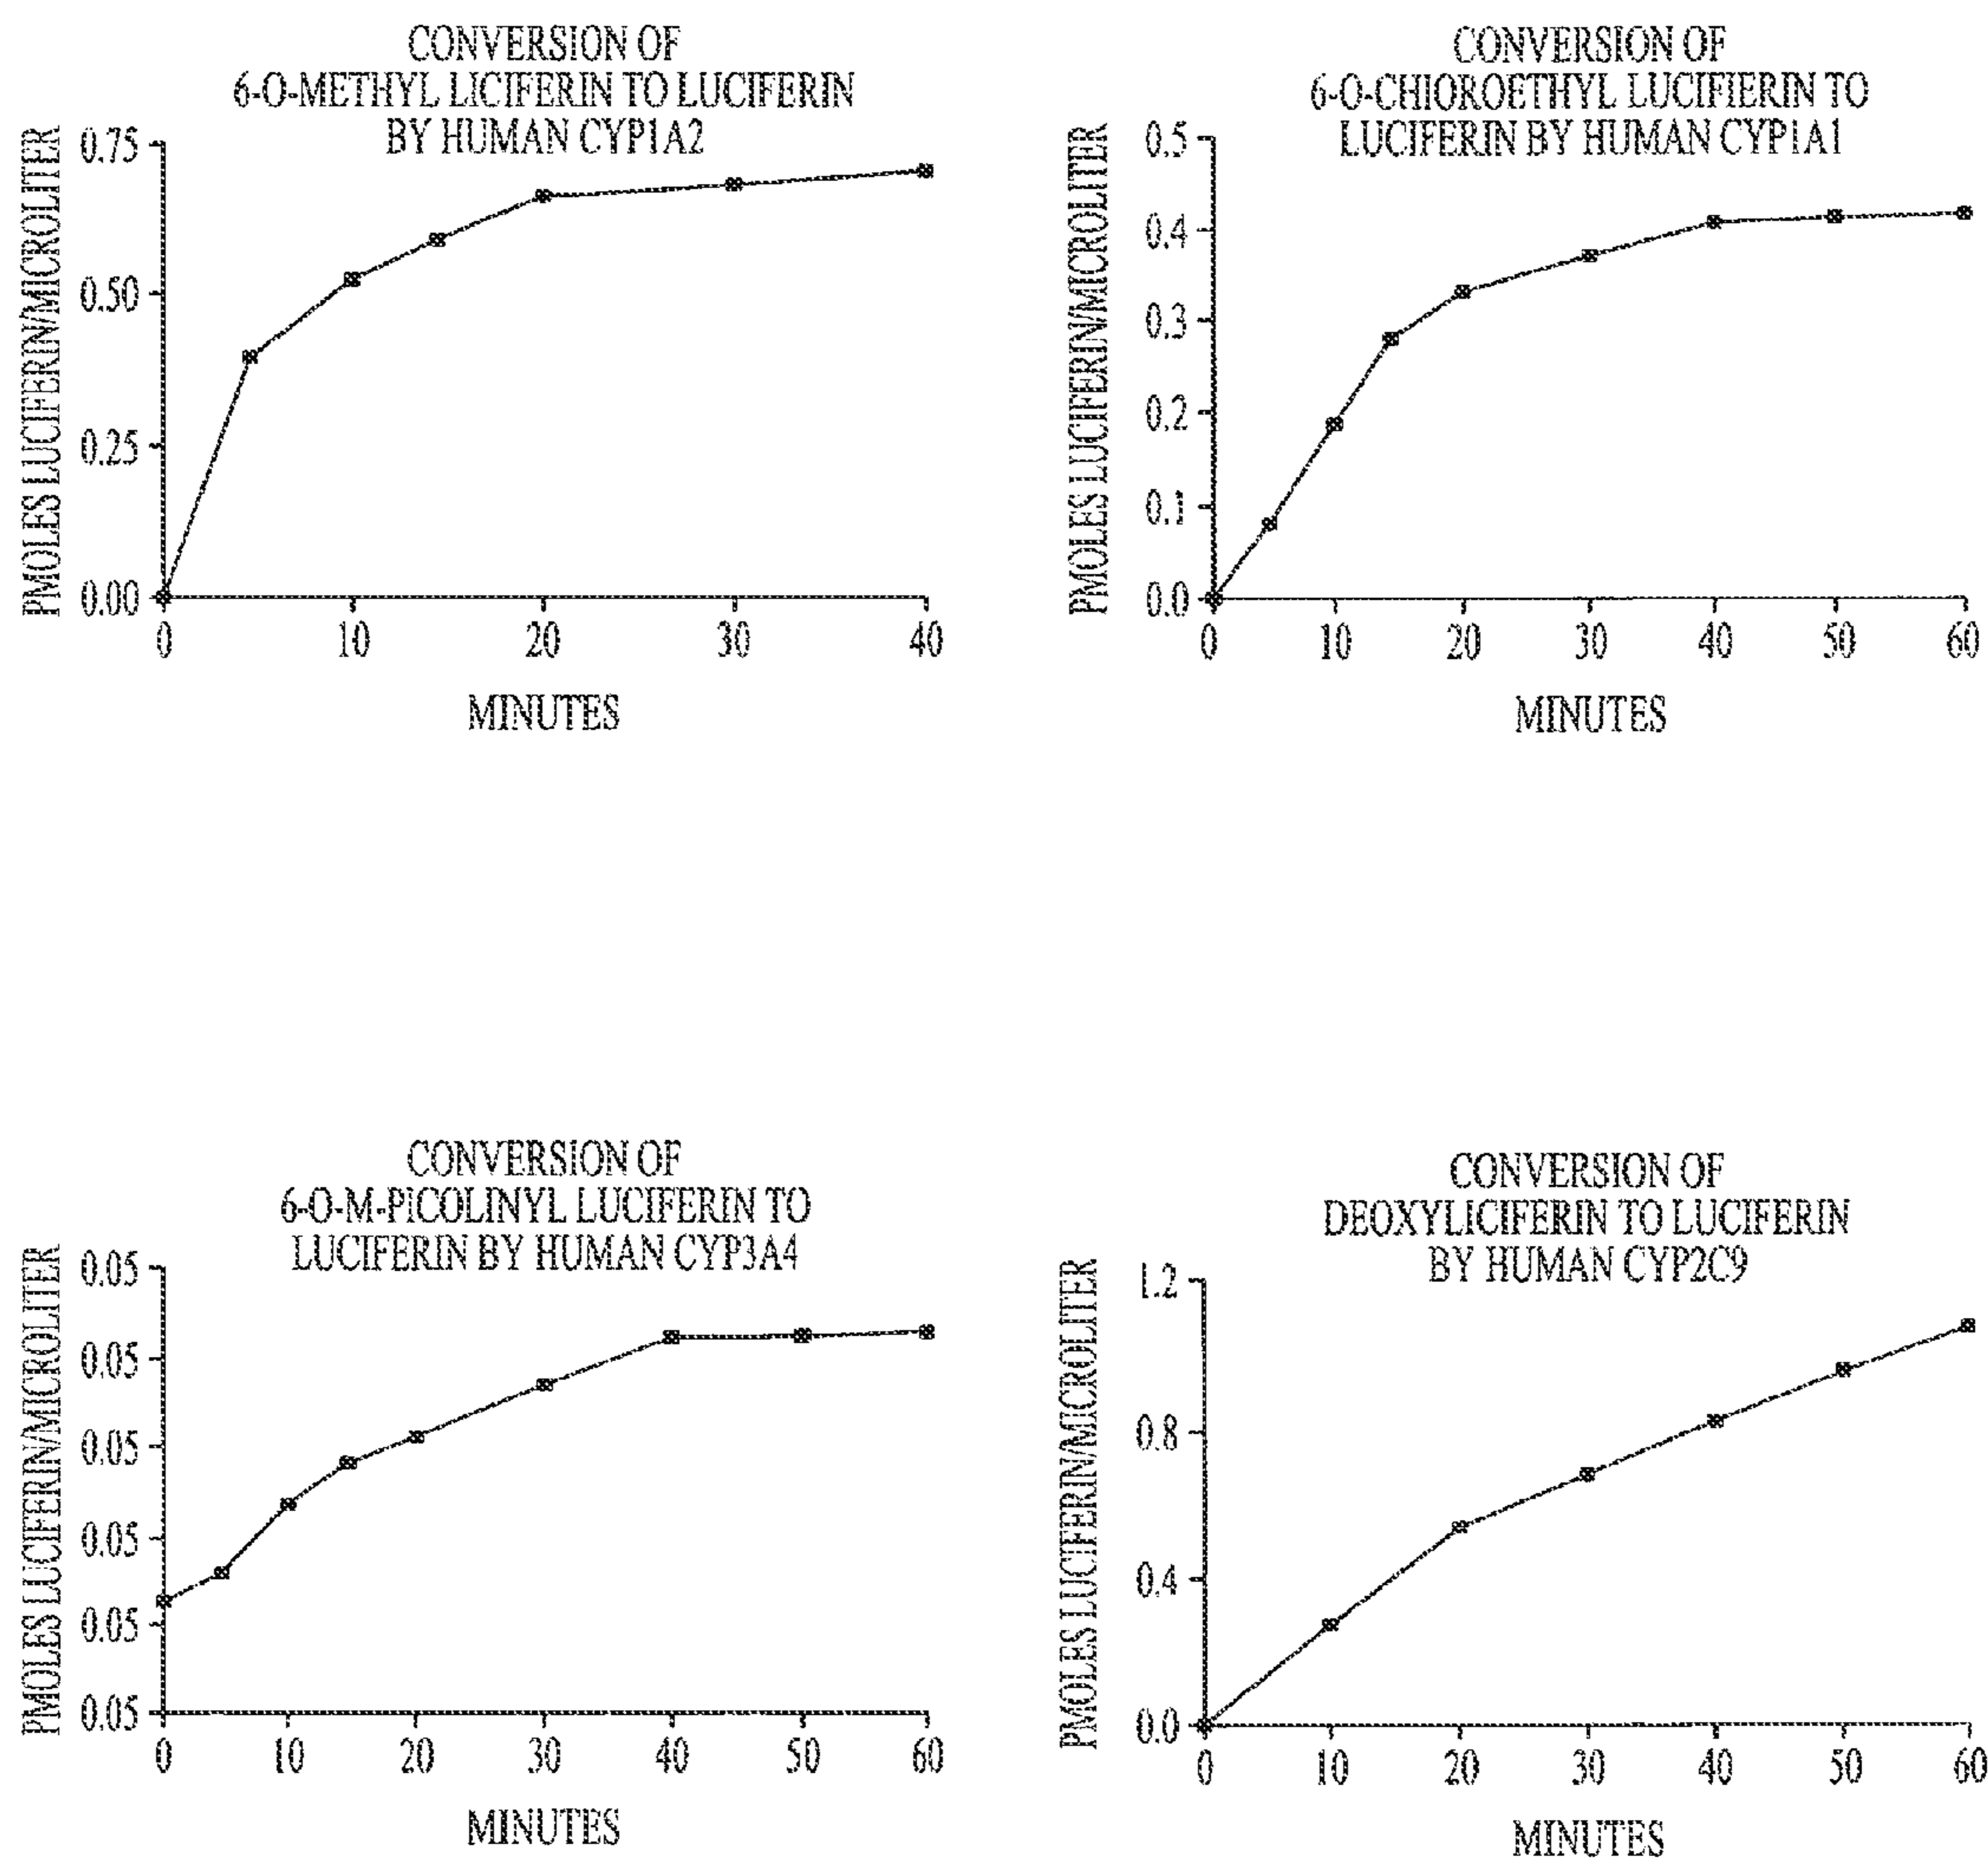 CONVERSION OF
6-O-METHYL LICIFERIN TO LUCIFERIN
BY HUMAN CYP1A2
PMOLES LUCIFERIN/MICROLITER
0.75
0.50
0.25
0.00
0 10 20 30 40
MINUTES
CONVERSION OF
6-O-CHIOROETHYL LUCIFIERIN TO
LUCIFERIN BY HUMAN CYP1A1
PMOLES LUCIFERIN/MICROLITER
0.5
0.4
0.3
0.2
0.1
0.0
0 10 20 30 40 50 60
MINUTES
CONVERSION OF
6-O-M-PICOLINYL LUCIFERIN TO
LUCIFERIN BY HUMAN CYP3A4
PMOLES LUCIFERIN/MICROLITER
0.05
0.05
0.05
0.05
0.05
0.05
0 10 20 30 40 50 60
MINUTES
CONVERSION OF
DEOXYLICIFERIN TO LUCIFERIN
BY HUMAN CYP2C9
PMOLES LUCIFERIN/MICROLITER
1.2
0.8
0.4
0.0
0 10 20 30 40 50 60
MINUTES